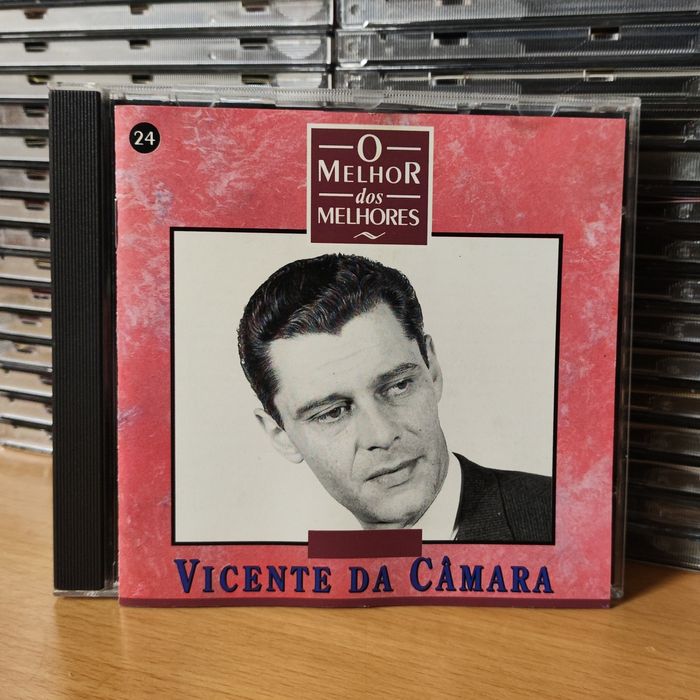 24
O
MELHOR
dos
MELHORES
VICENTE DA CÂMARA